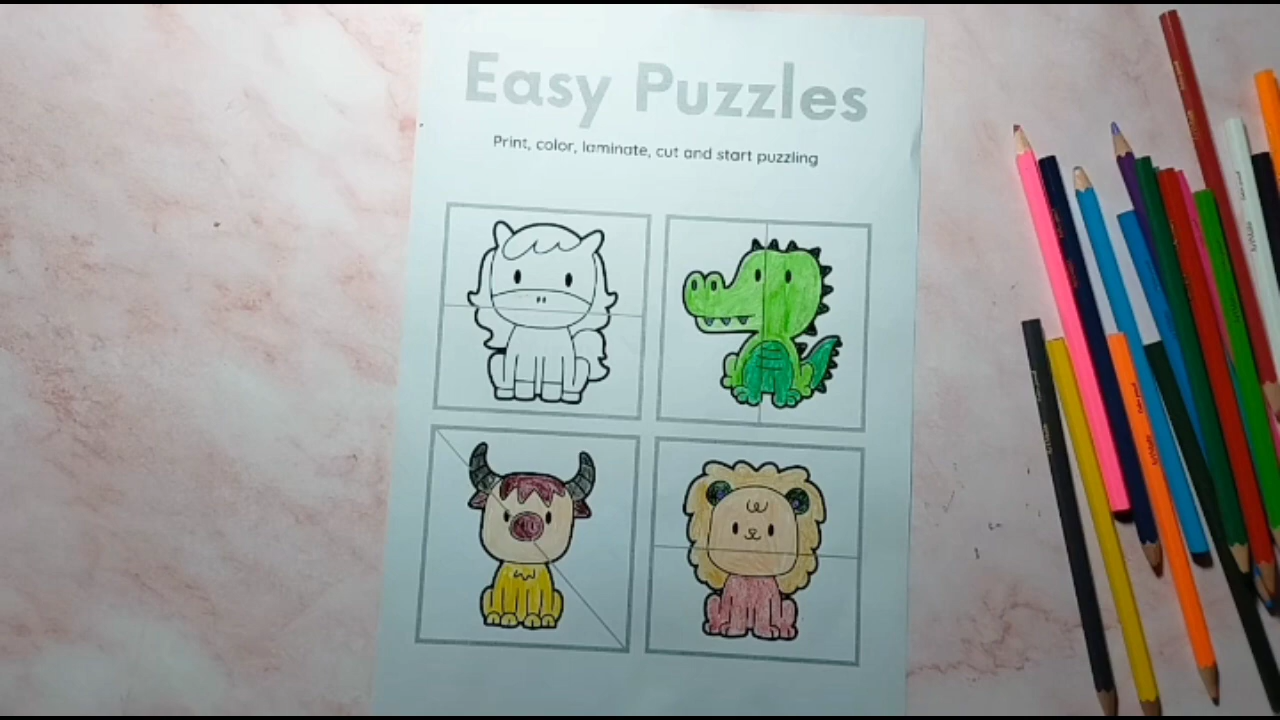 Easy Puzzles
Print, color, laminate, cut and start puzzling